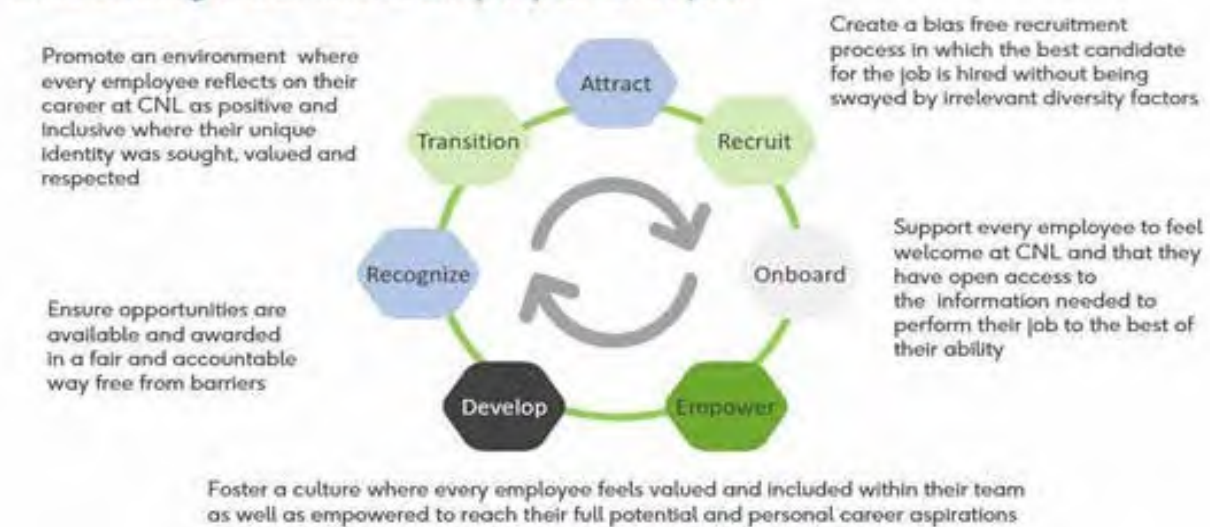 Promote an environment where
every employee reflects on their
career at CNL as positive and
inclusive where their unique
identity was sought, valued and
respected
Create a bias free recruitment
process in which the best candidate
for the job is hired without being
swayed by irrelevant diversity factors
Attract
Transition
Recruit
Recognize
Onboard
Support every employee to feel
welcome at CNL and that they
have open access to
the information needed to
perform their job to the best of
their ability
Ensure opportunities are
available and awarded
in a fair and accountable
way free from barriers
Develop
Empower
Foster a culture where every employee feels valued and included within their team
as well as empowered to reach their full potential and personal career aspirations